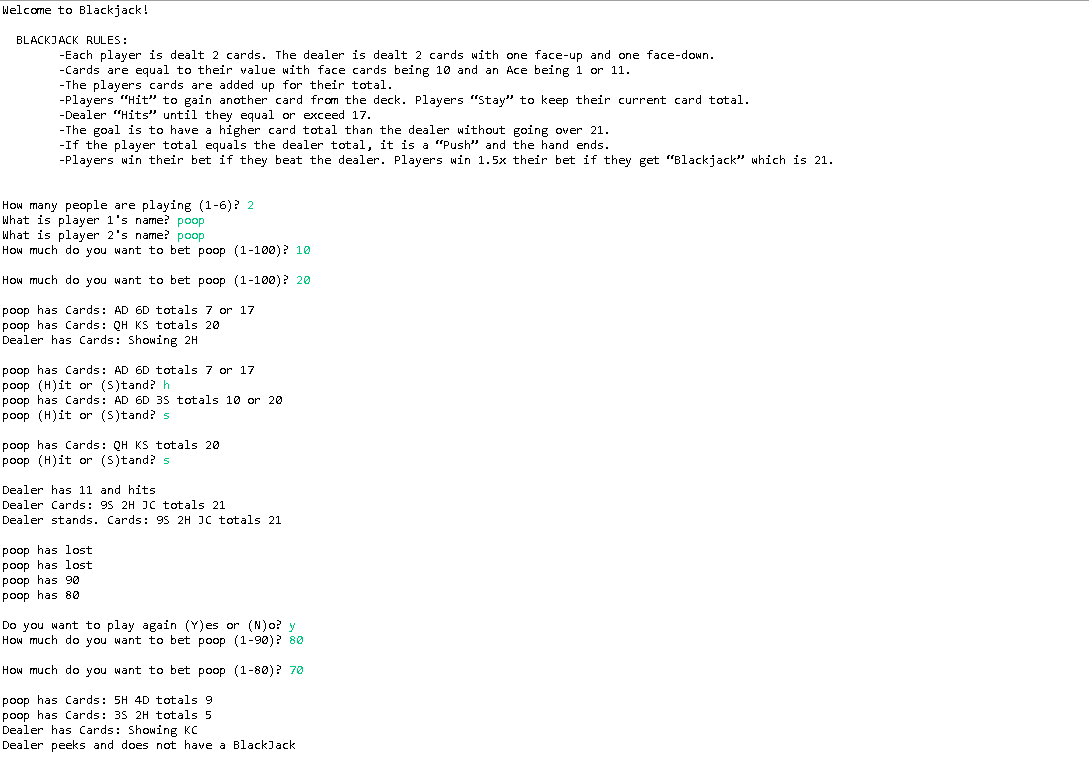 Welcome to Blackjack!
BLACKJACK RULES:
-Each player is dealt 2 cards. The dealer is dealt 2 cards with one face-up and one face-down.
-Cards are equal to their value with face cards being 10 and an Ace being 1 or 11.
-The players cards are added up for their total.
-Players “Hit” to gain another card from the deck. Players “Stay” to keep their current card total.
-Dealer “Hits” until they equal or exceed 17.
-The goal is to have a higher card total than the dealer without going over 21.
-If the player total equals the dealer total, it is a “Push” and the hand ends.
-Players win their bet if they beat the dealer. Players win 1.5x their bet if they get “Blackjack” which is 21.
How many people are playing (1-6)? 2
What is player 1's name? poop
What is player 2's name? poop
How much do you want to bet poop (1-100)? 10
How much do you want to bet poop (1-100)? 20
poop has Cards: AD 6D totals 7 or 17
poop has Cards: QH KS totals 20
Dealer has Cards: Showing 2H
poop has Cards: AD 6D totals 7 or 17
poop (H)it or (S)tand? h
poop has Cards: AD 6D 3S totals 10 or 20
poop (H)it or (S)tand? s
poop has Cards: QH KS totals 20
poop (H)it or (S)tand? s
Dealer has 11 and hits
Dealer Cards: 9S 2H JC totals 21
Dealer stands. Cards: 9S 2H JC totals 21
poop has lost
poop has lost
poop has 90
poop has 80
Do you want to play again (Y)es or (N)o? y
How much do you want to bet poop (1-90)? 80
How much do you want to bet poop (1-80)? 70
poop has Cards: 5H 4D totals 9
poop has Cards: 3S 2H totals 5
Dealer has Cards: Showing KC
Dealer peeks and does not have a BlackJack